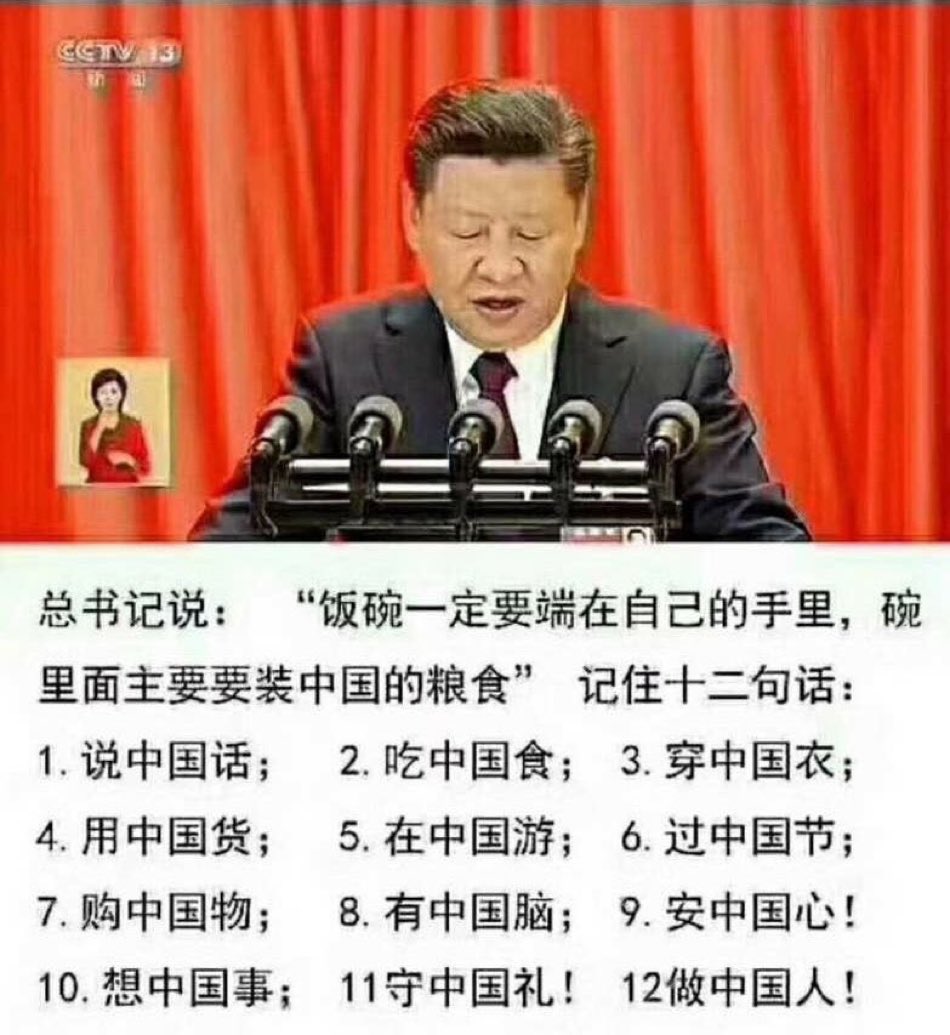 CCTV 13
新闻
总书记说： “饭碗一定要端在自己的手里，碗
里面主要要装中国的粮食” 记住十二句话：
1.说中国话； 2.吃中国食； 3.穿中国衣；
4.用中国货； 5.在中国游； 6.过中国节；
7.购中国物； 8.有中国脑； 9.安中国心！
10.想中国事； 11守中国礼！ 12做中国人！